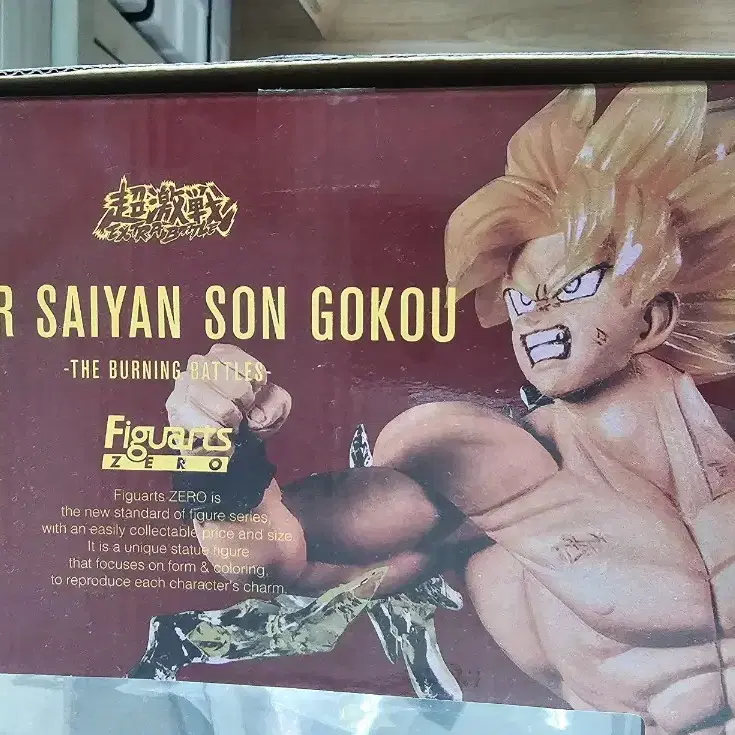 超激戦
EXTRA BATTLE
R SAIYAN SON GOKOU
-THE BURNING BATTLES-
Figuarts
ZERO
Figuarts ZERO is
the new standard of figure series,
with an easily collectable price and size.
It is a unique statue figure
that focuses on form & coloring,
to reproduce each character's charm.